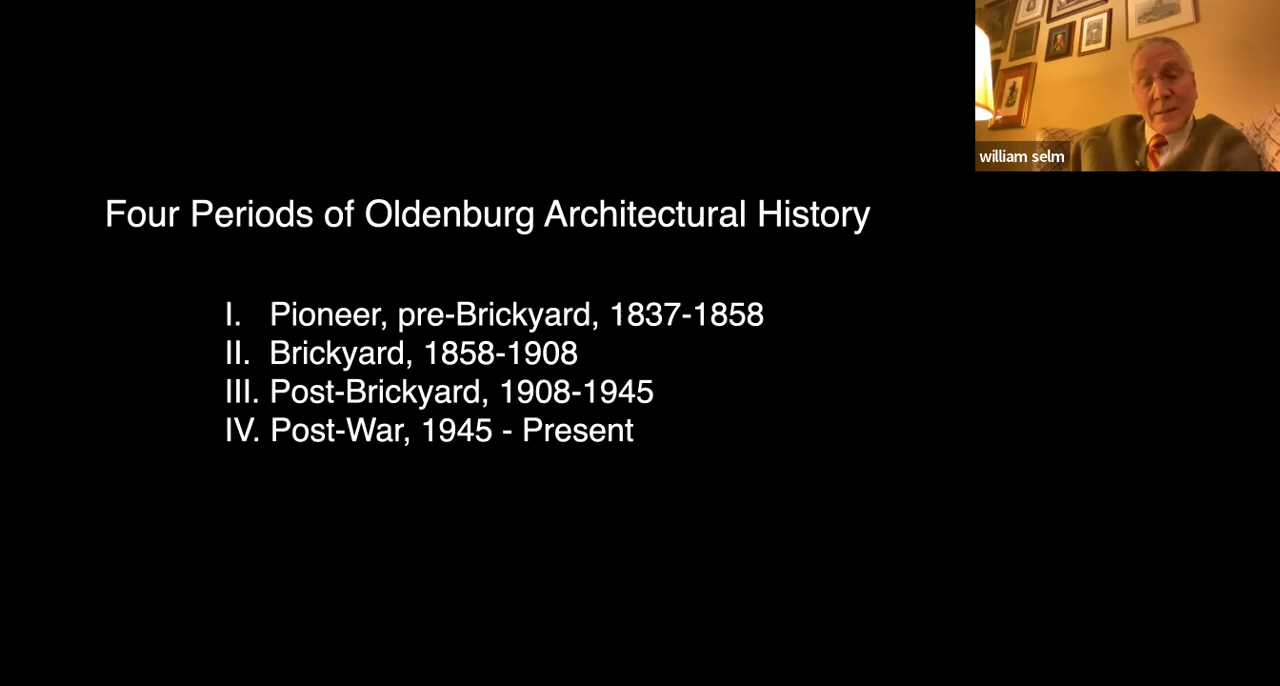 william selm
Four Periods of Oldenburg Architectural History
I. Pioneer, pre-Brickyard, 1837-1858
II. Brickyard, 1858-1908
III. Post-Brickyard, 1908-1945
IV. Post-War, 1945 - Present